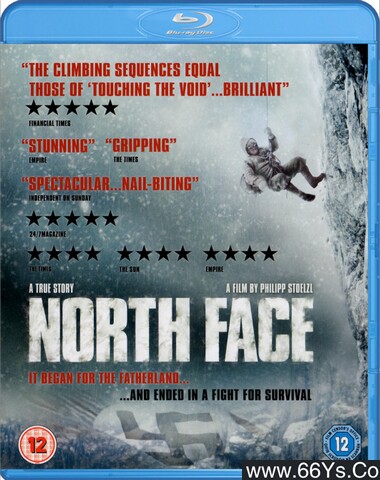 Blu-ray Disc
"THE CLIMBING SEQUENCES EQUAL
THOSE OF 'TOUCHING THE VOID'...BRILLIANT"
FINANCIAL TIMES
"STUNNING" "GRIPPING"
EMPIRE THE TIMES
"SPECTACULAR...NAIL-BITING"
INDEPENDENT ON SUNDAY
24/7MAGAZINE
THE TIMES THE SUN EMPIRE
A TRUE STORY A FILM BY PHILIPP STOELZL
NORTH FACE
IT BEGAN FOR THE FATHERLAND...
...AND ENDED IN A FIGHT FOR SURVIVAL
12 12
www.66Ys.Co